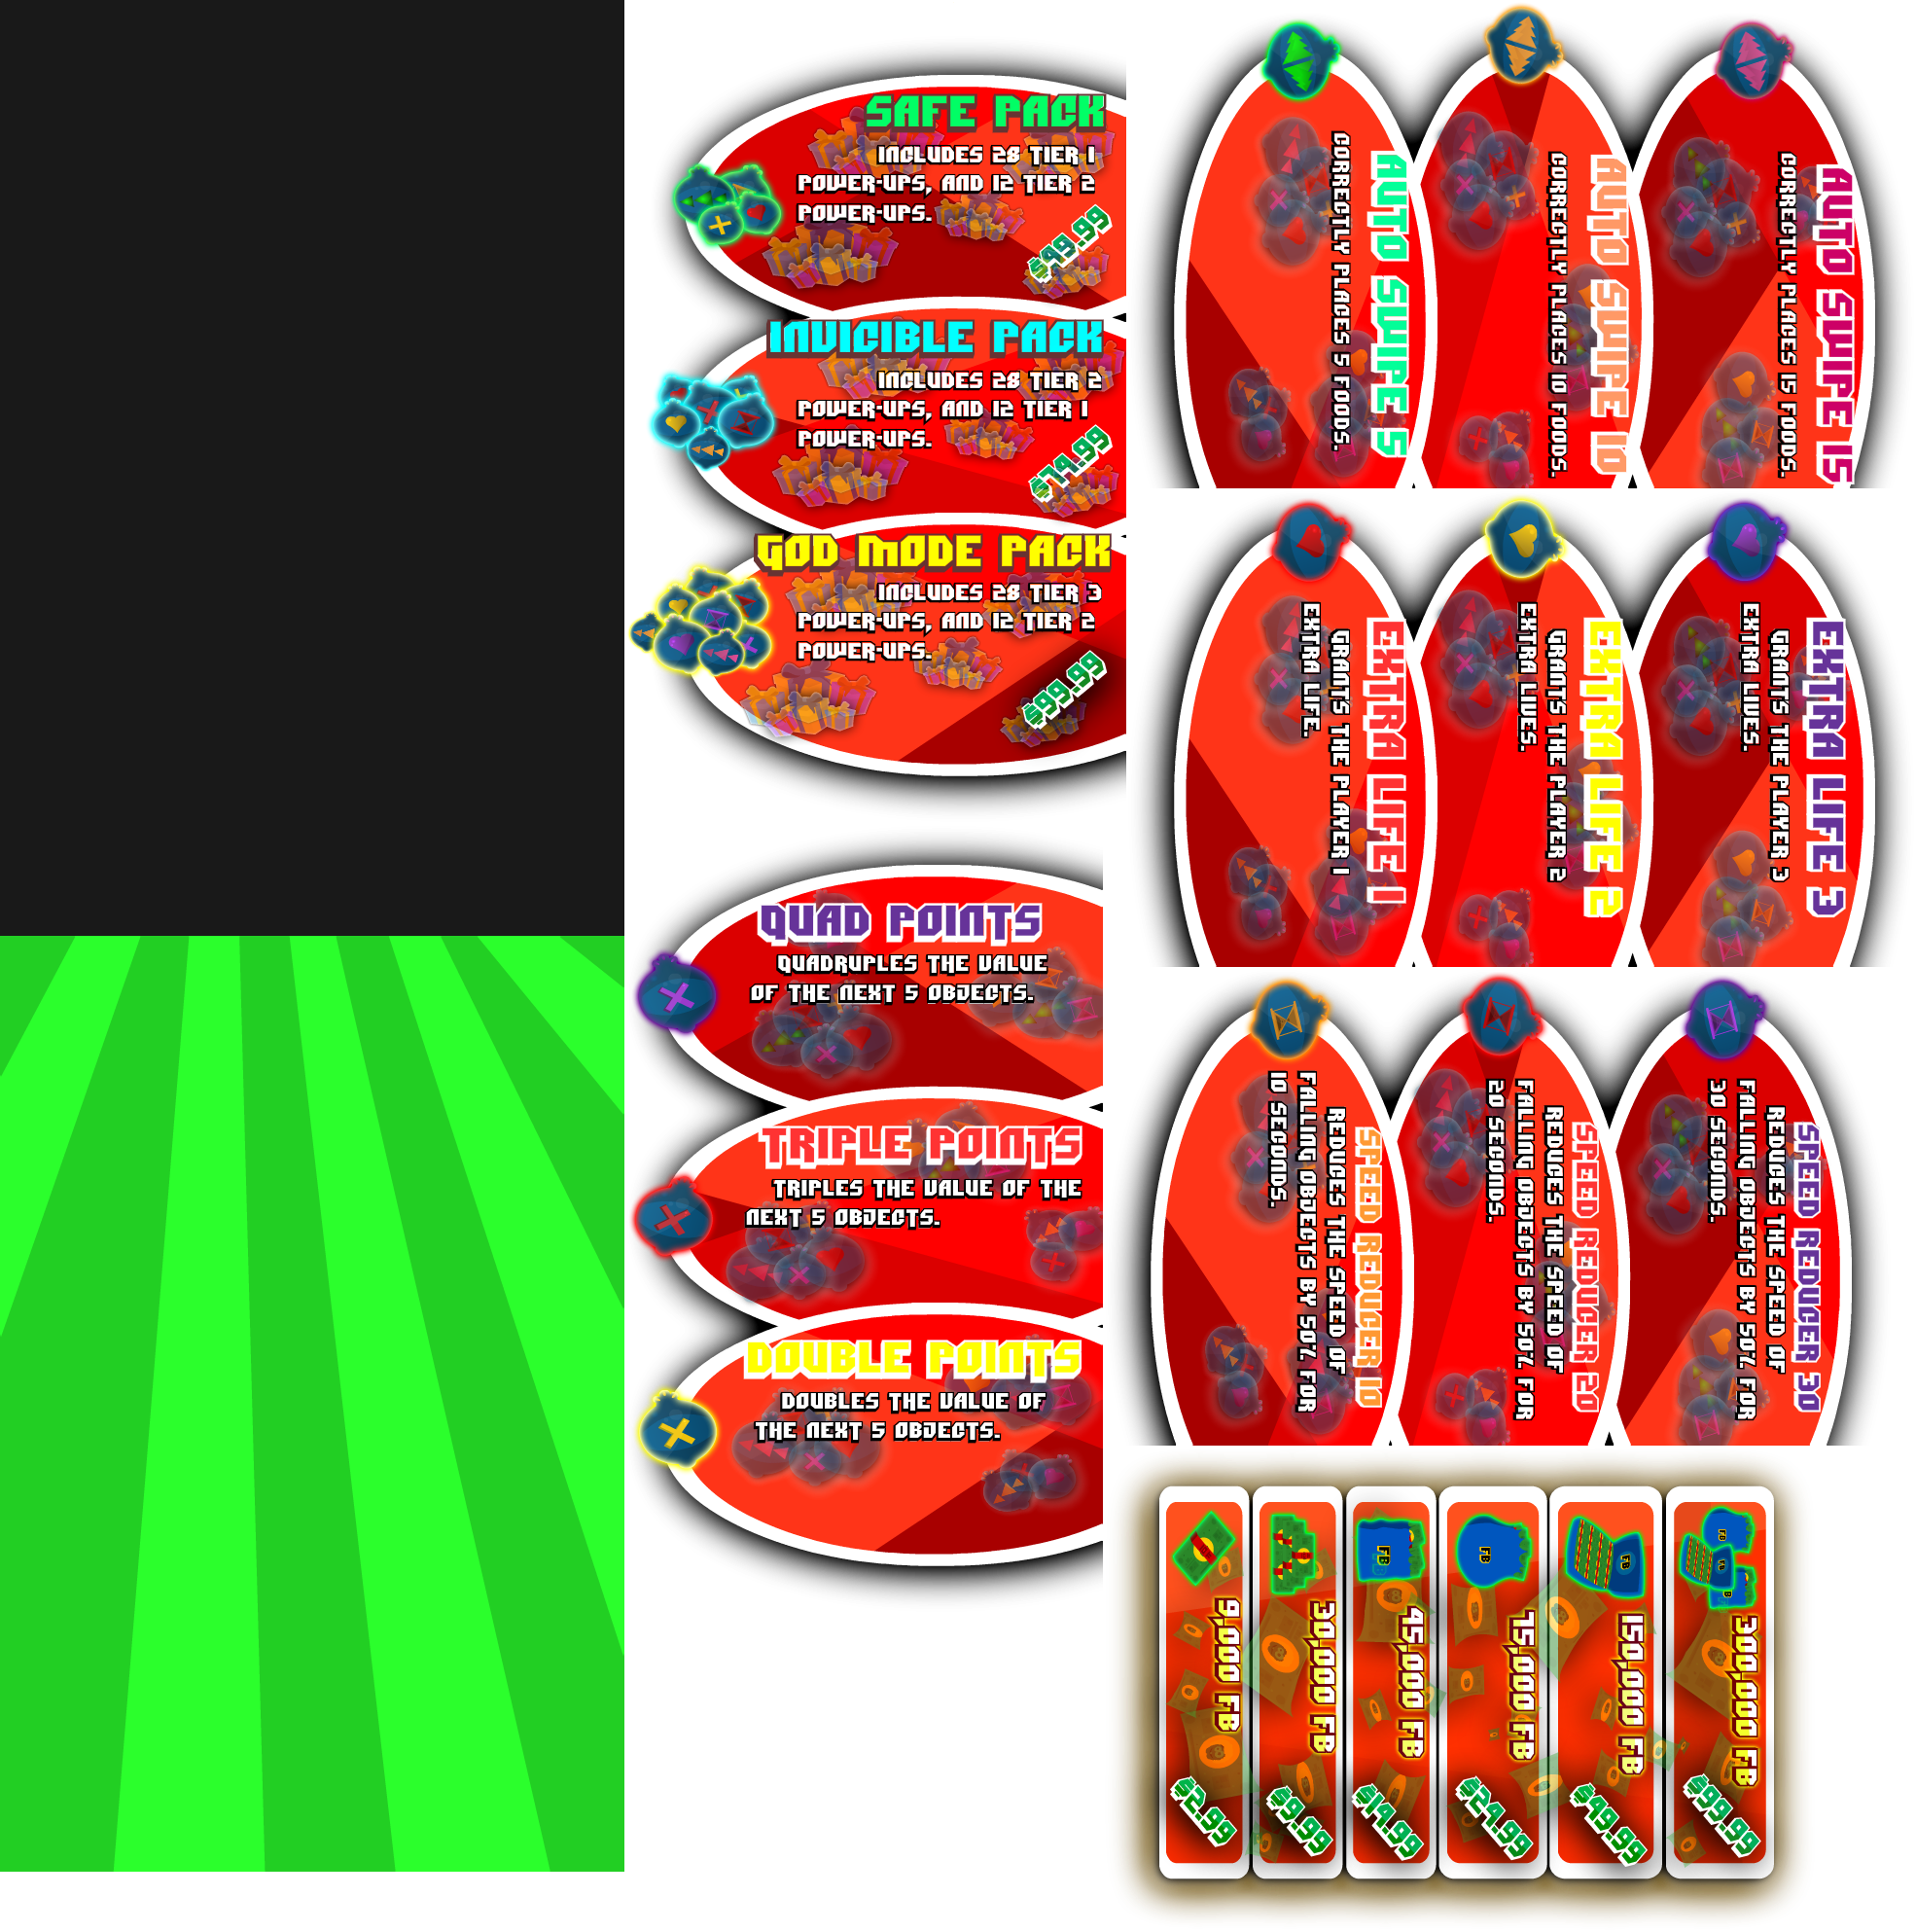 SAFE PACK
INCLUDES 28 TIER 1
POWER-UPS, AND 12 TIER 2
POWER-UPS.
$49.99
INVICIBLE PACK
INCLUDES 28 TIER 2
POWER-UPS, AND 12 TIER 1
POWER-UPS.
$74.99
GOD MODE PACK
INCLUDES 28 TIER 3
POWER-UPS, AND 12 TIER 2
POWER-UPS.
$99.99
QUAD POINTS
QUADRUPLES THE VALUE
OF THE NEXT 5 OBJECTS.
TRIPLE POINTS
TRIPLES THE VALUE OF THE
NEXT 5 OBJECTS.
DOUBLE POINTS
DOUBLES THE VALUE OF
THE NEXT 5 OBJECTS.
AUTO SWIPE 5
CORRECTLY PLACES 5 FOODS.
AUTO SWIPE 10
CORRECTLY PLACES 10 FOODS.
AUTO SWIPE 15
CORRECTLY PLACES 15 FOODS.
EXTRA LIFE 1
GRANTS THE PLAYER 1
EXTRA LIFE.
EXTRA LIFE 2
GRANTS THE PLAYER 2
EXTRA LIVES.
EXTRA LIFE 3
GRANTS THE PLAYER 3
EXTRA LIVES.
SPEED REDUCER 10
REDUCES THE SPEED OF
FALLING OBJECTS BY 50% FOR
10 SECONDS.
SPEED REDUCER 20
REDUCES THE SPEED OF
FALLING OBJECTS BY 50% FOR
20 SECONDS.
SPEED REDUCER 30
REDUCES THE SPEED OF
FALLING OBJECTS BY 50% FOR
30 SECONDS.
9,000 FB
$2.99
30,000 FB
$9.99
FB
45,000 FB
$14.99
FB
75,000 FB
$24.99
FB
150,000 FB
$49.99
FB
300,000 FB
$99.99